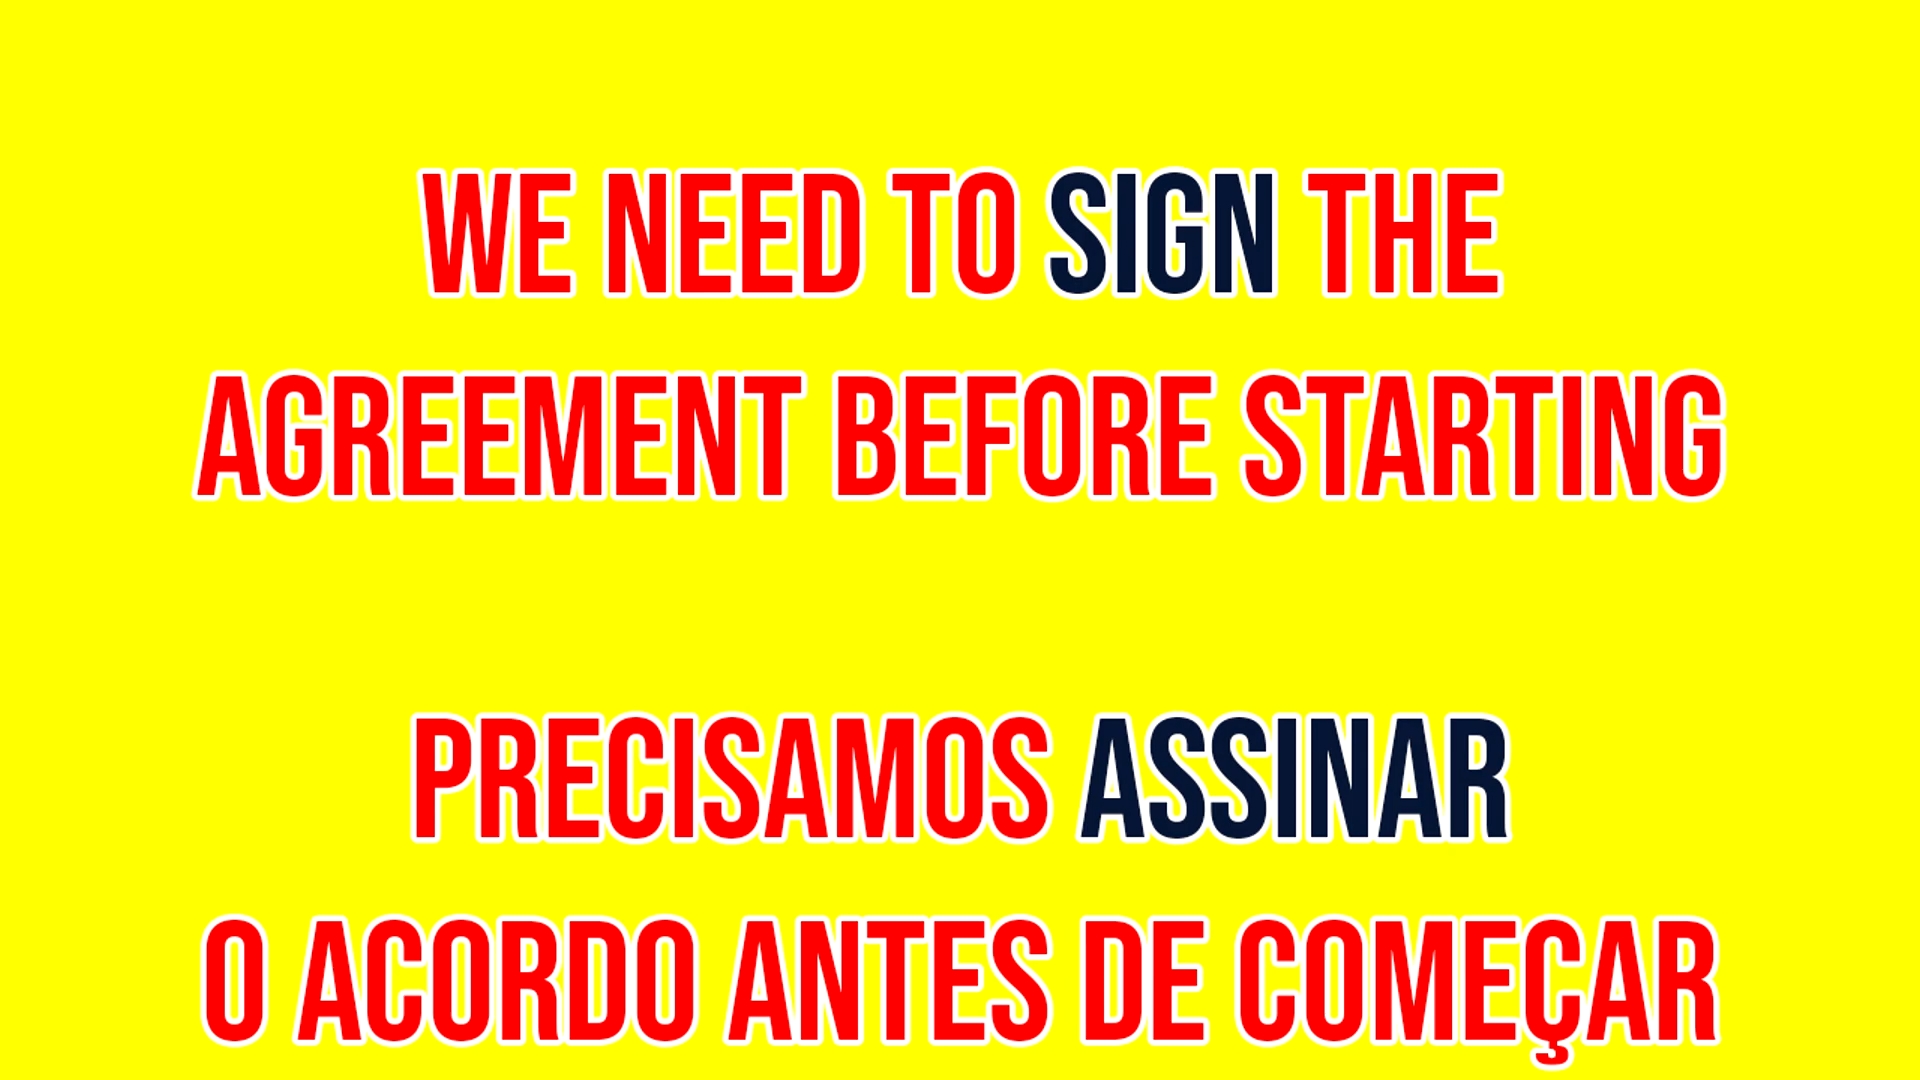 WE NEED TO SIGN THE
AGREEMENT BEFORE STARTING
PRECISAMOS ASSINAR
O ACORDO ANTES DE COMEÇAR